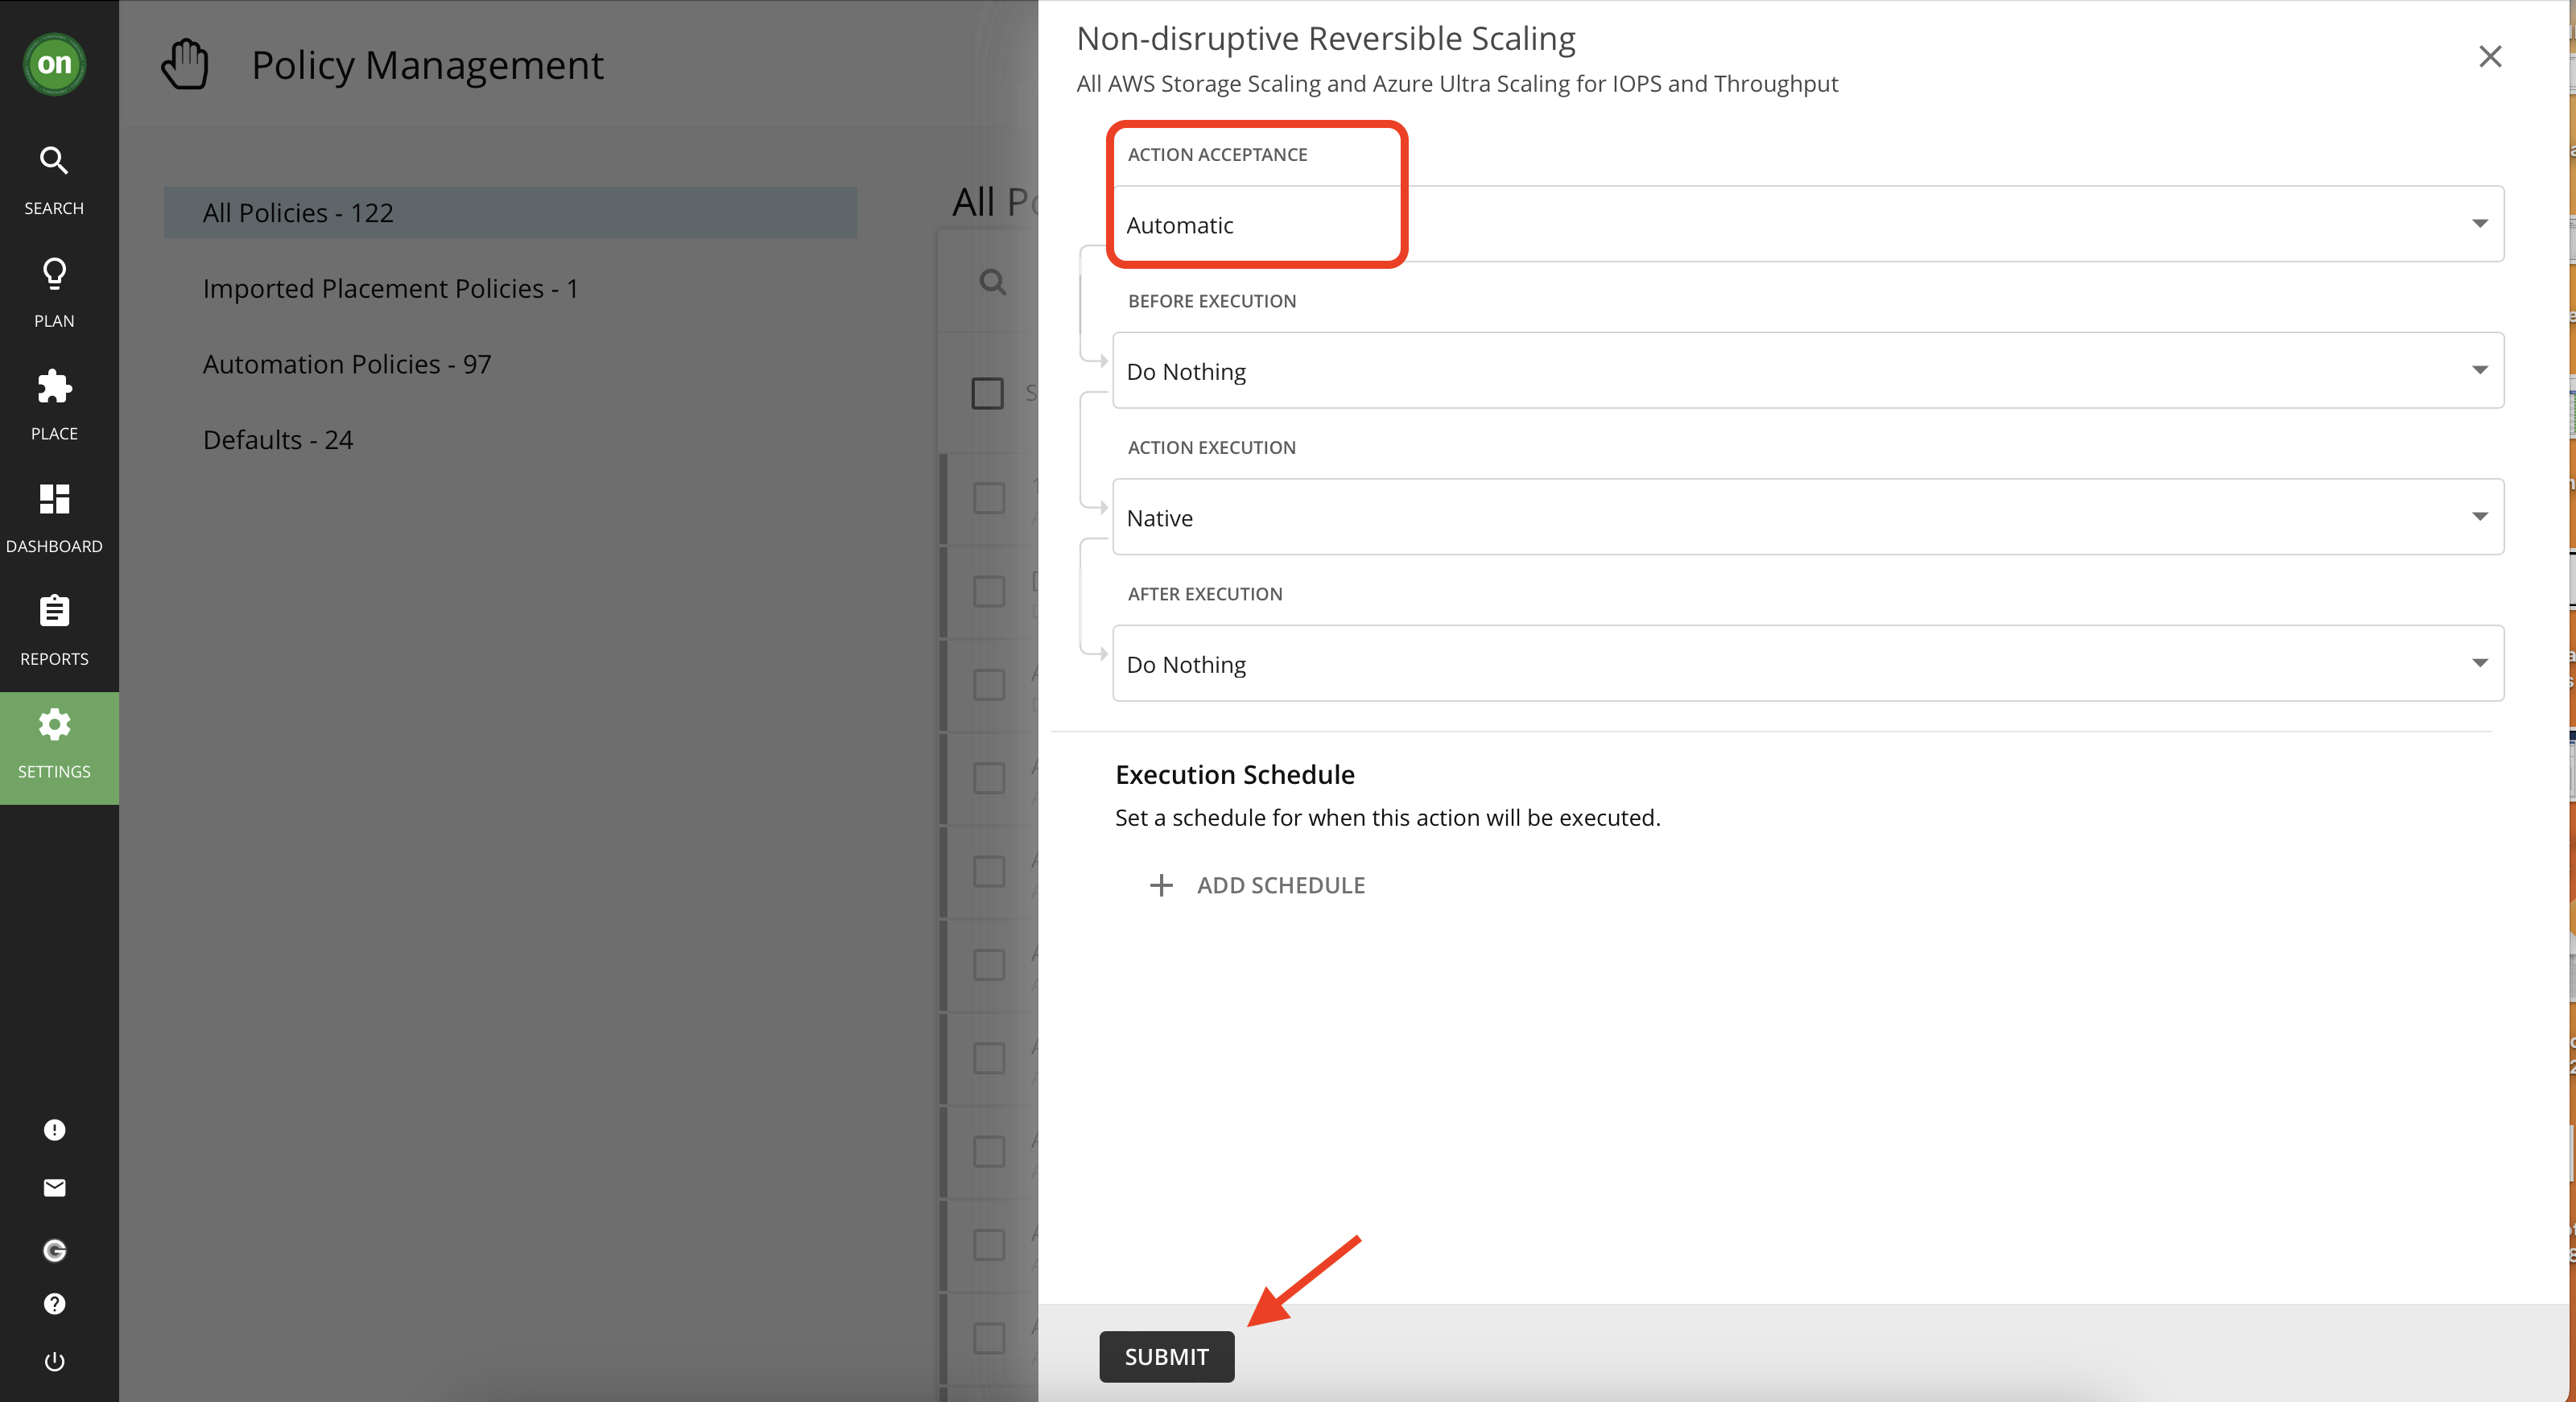 on
SEARCH
PLAN
PLACE
DASHBOARD
REPORTS
SETTINGS
Policy Management
All Policies - 122
Imported Placement Policies - 1
Automation Policies - 97
Defaults - 24
All
Non-disruptive Reversible Scaling
All AWS Storage Scaling and Azure Ultra Scaling for IOPS and Throughput
ACTION ACCEPTANCE
Automatic
BEFORE EXECUTION
Do Nothing
ACTION EXECUTION
Native
AFTER EXECUTION
Do Nothing
Execution Schedule
Set a schedule for when this action will be executed.
+ ADD SCHEDULE
SUBMIT